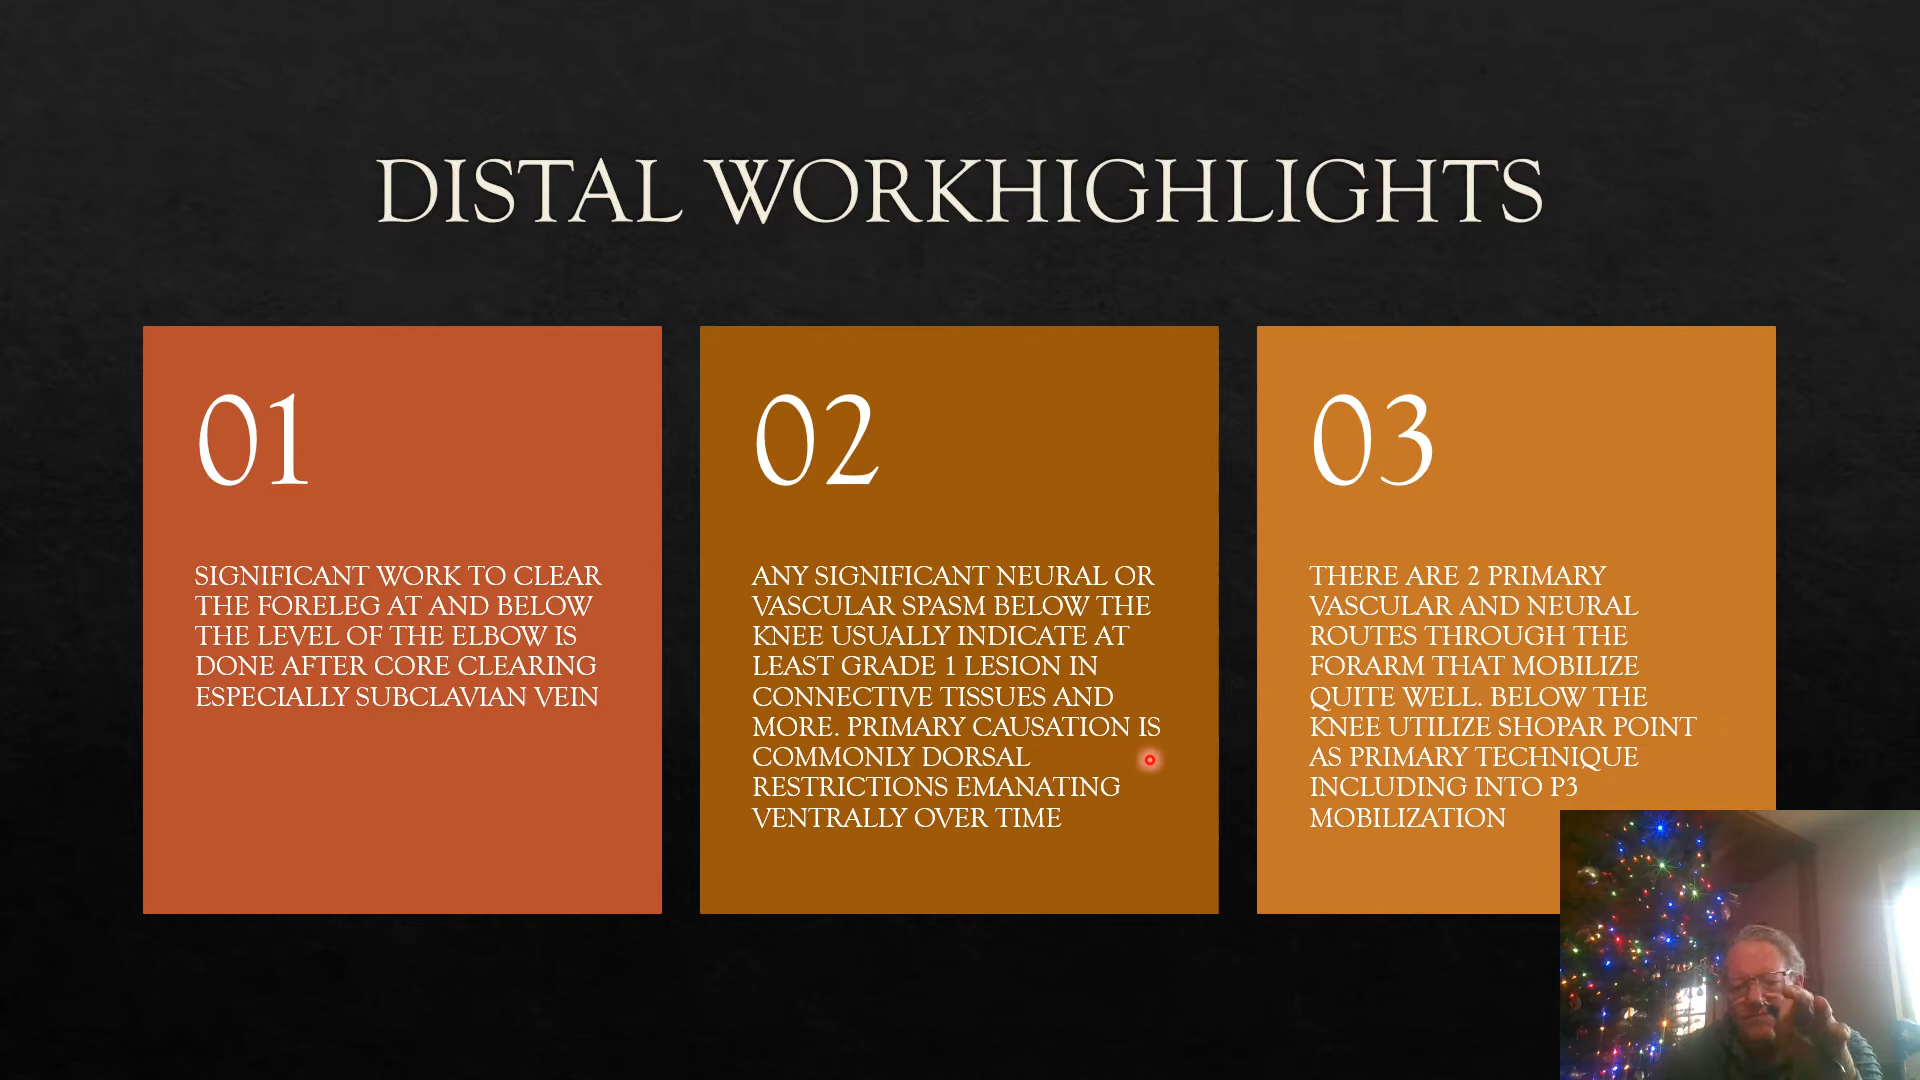 DISTAL WORKHIGHLIGHTS
01
SIGNIFICANT WORK TO CLEAR
THE FORELEG AT AND BELOW
THE LEVEL OF THE ELBOW IS
DONE AFTER CORE CLEARING
ESPECIALLY SUBCLAVIAN VEIN
02
ANY SIGNIFICANT NEURAL OR
VASCULAR SPASM BELOW THE
KNEE USUALLY INDICATE AT
LEAST GRADE 1 LESION IN
CONNECTIVE TISSUES AND
MORE. PRIMARY CAUSATION IS
COMMONLY DORSAL
RESTRICTIONS EMANATING
VENTRALLY OVER TIME
03
THERE ARE 2 PRIMARY
VASCULAR AND NEURAL
ROUTES THROUGH THE
FORARM THAT MOBILIZE
QUITE WELL. BELOW THE
KNEE UTILIZE SHOPAR POINT
AS PRIMARY TECHNIQUE
INCLUDING INTO P3
MOBILIZATION